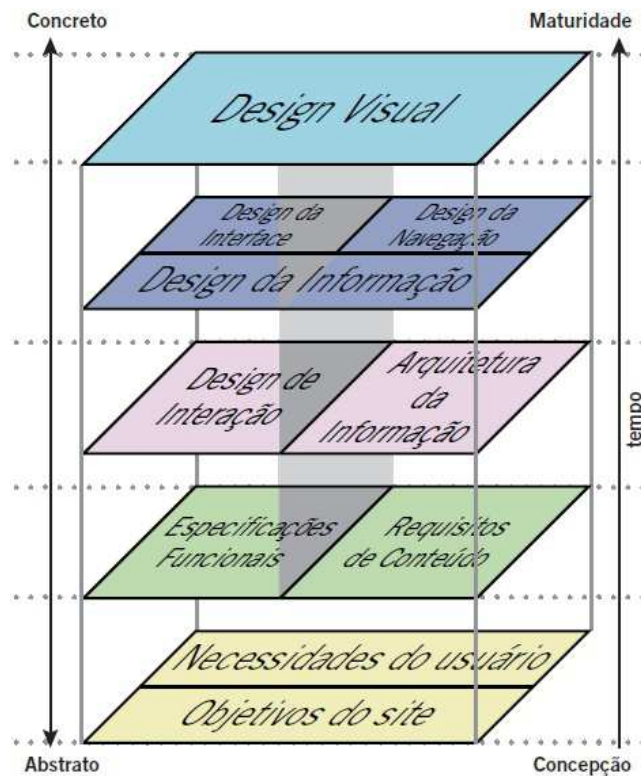 Concreto
Maturidade
Design Visual
Design da
Interface
Design da
Navegação
Design da Informação
Design de
Interação
Arquitetura
da
Informação
tempo
Especificações
Funcionais
Requisitos
de Conteúdo
Necessidades do usuário
Objetivos do site
Abstrato
Concepção